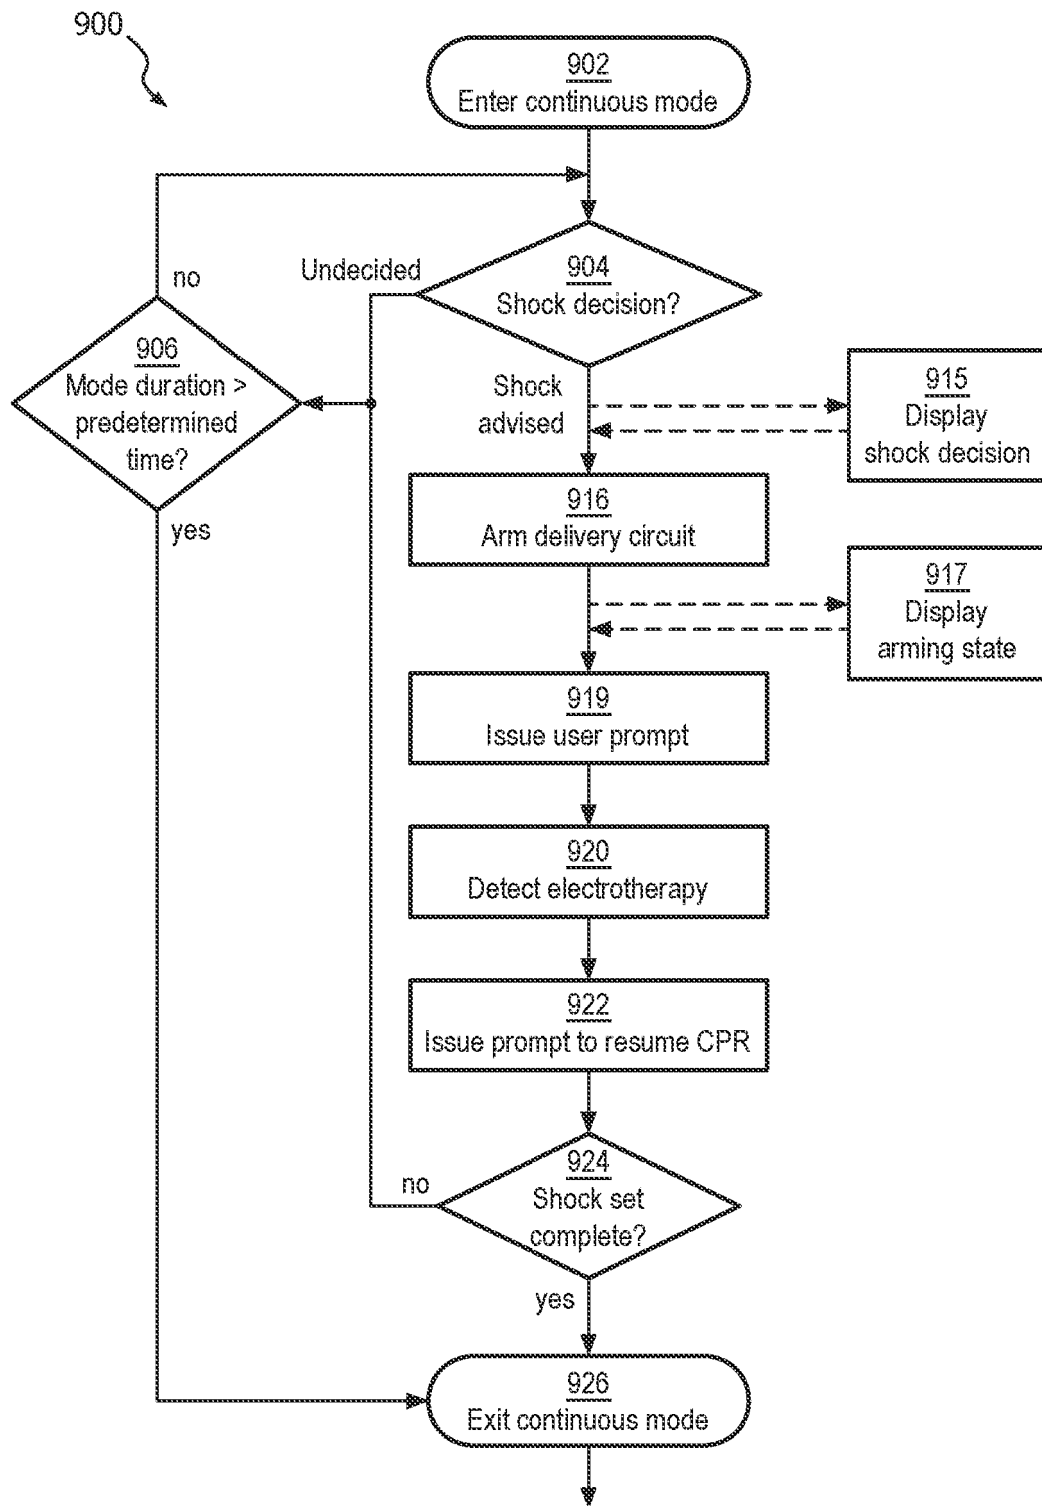 900
902
Enter continuous mode
Undecided
904
Shock decision?
no
906
Mode duration >
predetermined
time?
yes
Shock
advised
915
Display
shock decision
916
Arm delivery circuit
917
Display
arming state
919
Issue user prompt
920
Detect electrotherapy
922
Issue prompt to resume CPR
no
924
Shock set
complete?
yes
926
Exit continuous mode